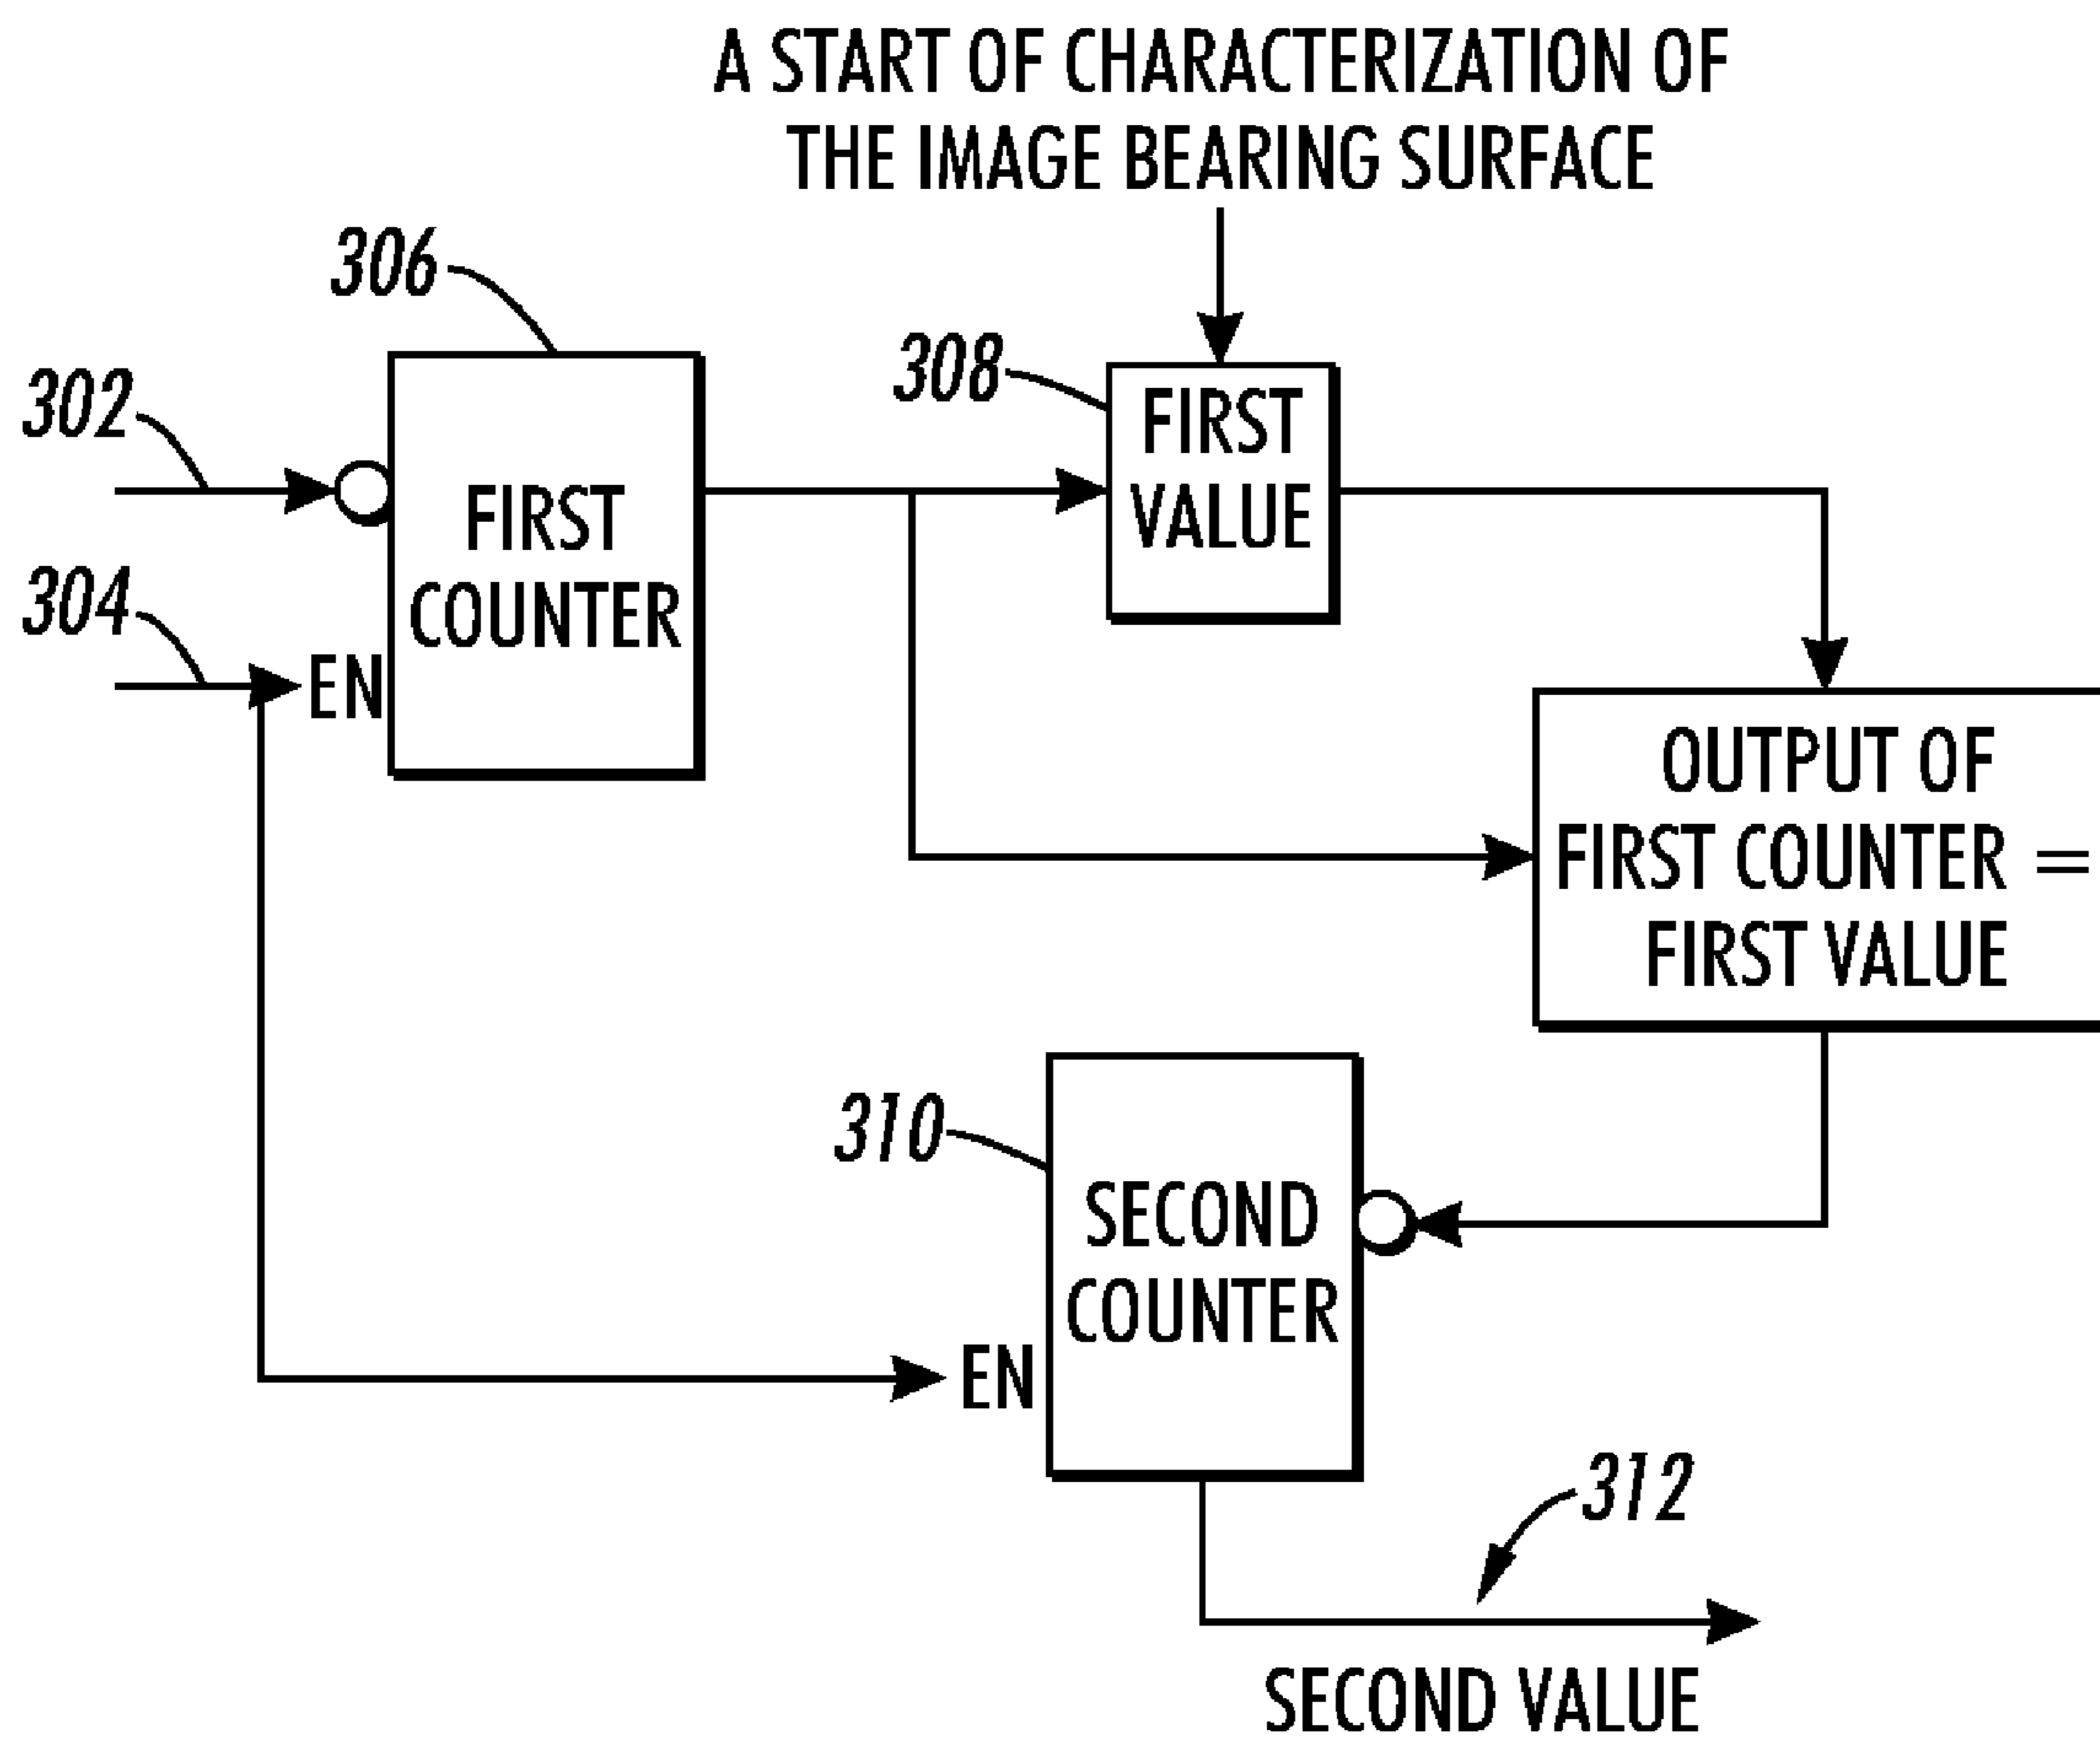 A START OF CHARACTERIZATION OF
THE IMAGE BEARING SURFACE
306
308
302
FIRST
VALUE
FIRST
COUNTER
304
EN
OUTPUT OF
FIRST COUNTER =
FIRST VALUE
310
SECOND
COUNTER
EN
312
SECOND VALUE